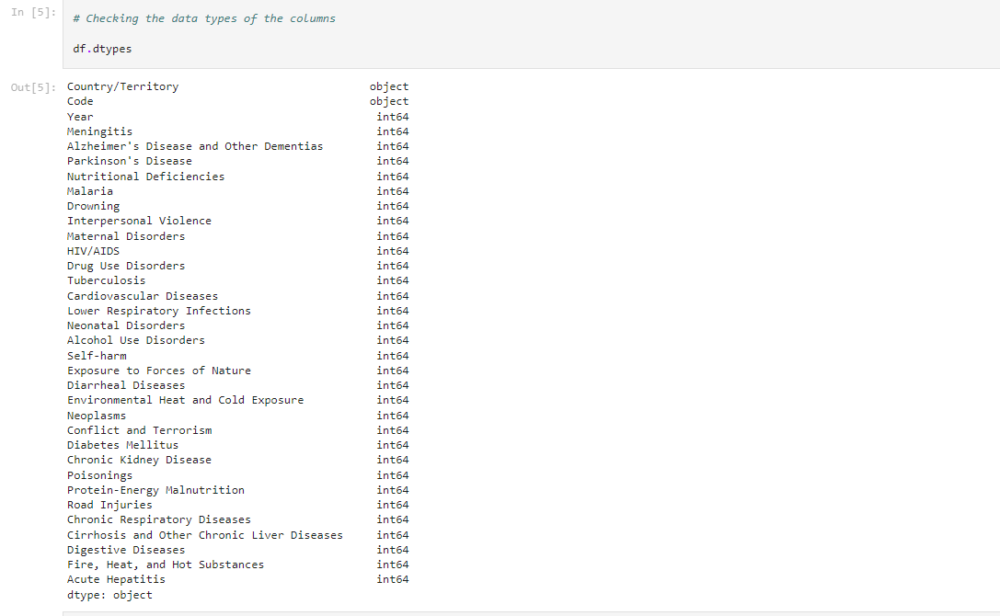 In [5]:
# Checking the data types of the columns
df.dtypes
Out[5]:
Country/Territory object
Code object
Year int64
Meningitis int64
Alzheimer's Disease and Other Dementias int64
Parkinson's Disease int64
Nutritional Deficiencies int64
Malaria int64
Drowning int64
Interpersonal Violence int64
Maternal Disorders int64
HIV/AIDS int64
Drug Use Disorders int64
Tuberculosis int64
Cardiovascular Diseases int64
Lower Respiratory Infections int64
Neonatal Disorders int64
Alcohol Use Disorders int64
Self-harm int64
Exposure to Forces of Nature int64
Diarrheal Diseases int64
Environmental Heat and Cold Exposure int64
Neoplasms int64
Conflict and Terrorism int64
Diabetes Mellitus int64
Chronic Kidney Disease int64
Poisonings int64
Protein-Energy Malnutrition int64
Road Injuries int64
Chronic Respiratory Diseases int64
Cirrhosis and Other Chronic Liver Diseases int64
Digestive Diseases int64
Fire, Heat, and Hot Substances int64
Acute Hepatitis int64
dtype: object